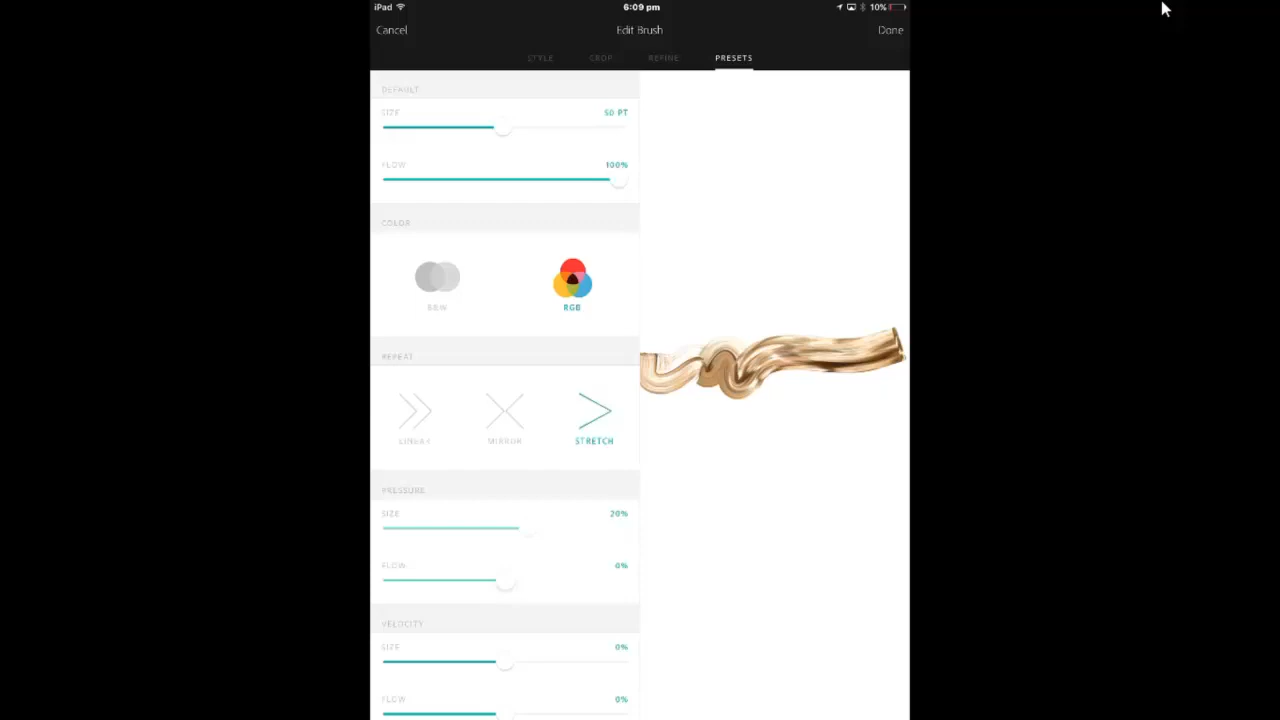 iPad 6:09 pm 10%
Cancel Edit Brush Done
STYLE CROP REFINE PRESETS
DEFAULT
SIZE 50 PT
FLOW 100%
COLOR
B&W RGB
REPEAT
LINEAR MIRROR STRETCH
PRESSURE
SIZE 20%
FLOW 0%
VELOCITY
SIZE 0%
FLOW 0%